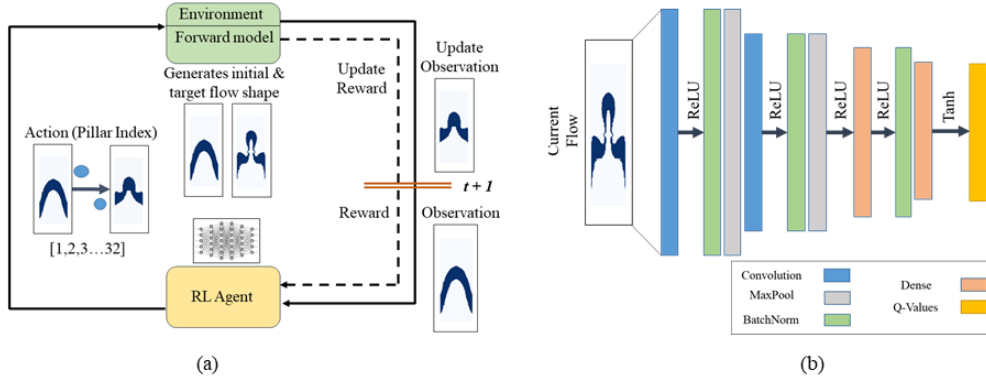 Environment
Forward model
Generates initial &
target flow shape
Update
Reward
Update
Observation
Action (Pillar Index)
[1,2,3…32]
t + 1
Reward
Observation
RL Agent
(a)
Current
Flow
ReLU
ReLU
ReLU
ReLU
Tanh
Convolution
MaxPool
BatchNorm
Dense
Q-Values
(b)